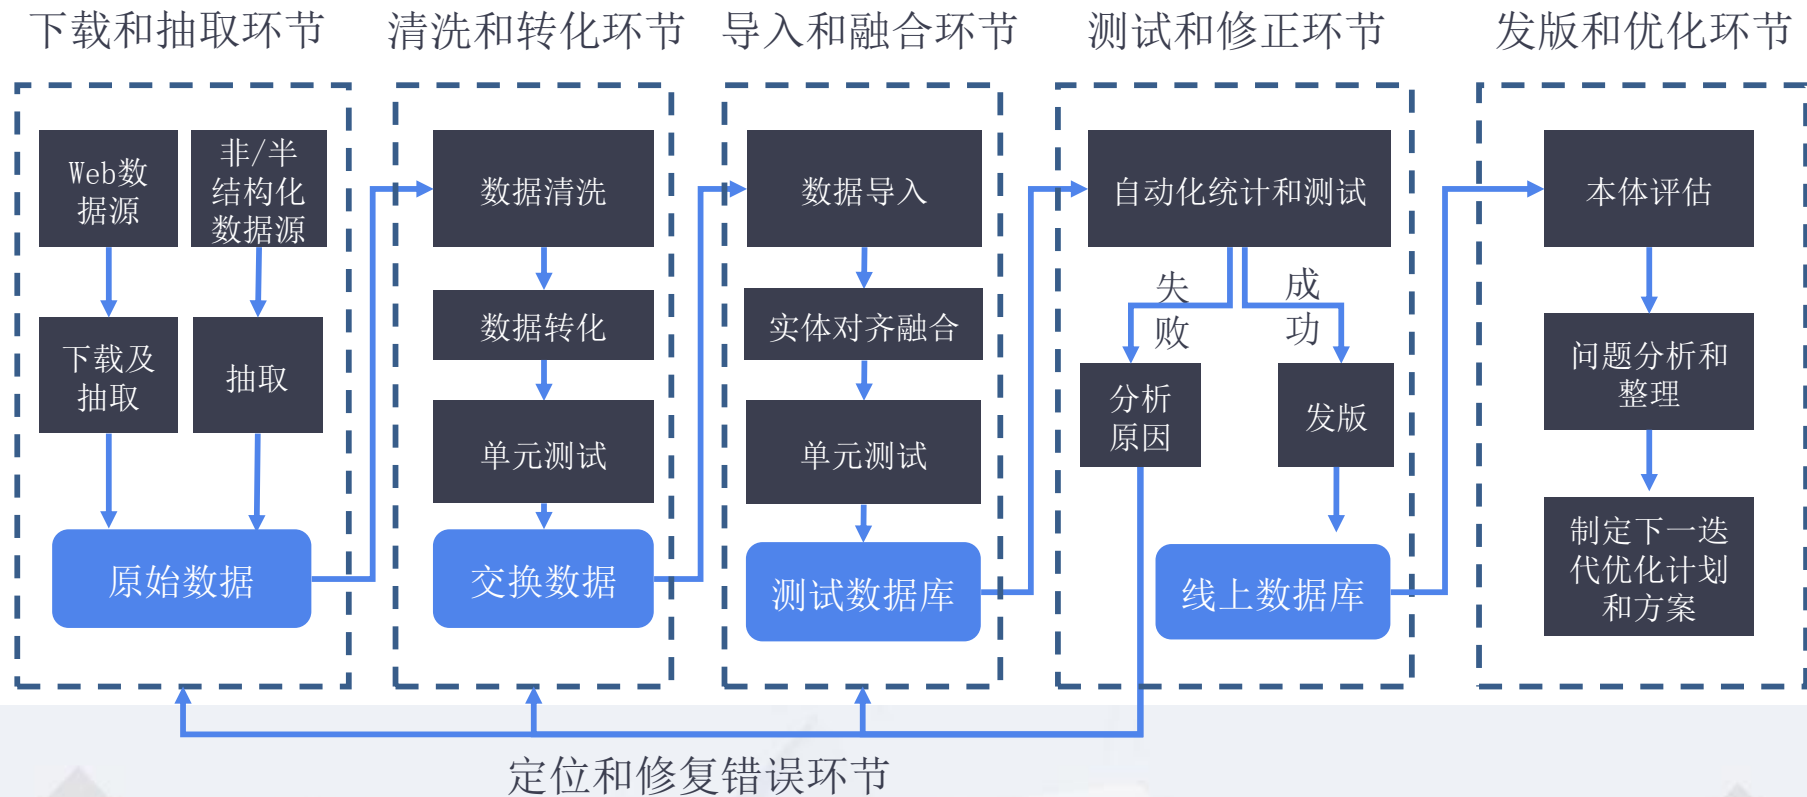 下载和抽取环节
清洗和转化环节
导入和融合环节
测试和修正环节
发版和优化环节
Web数
据源
非/半
结构化
数据源
下载及
抽取
抽取
原始数据
数据清洗
数据转化
单元测试
交换数据
数据导入
实体对齐融合
单元测试
测试数据库
自动化统计和测试
失
败
成
功
分析
原因
发版
线上数据库
本体评估
问题分析和
整理
制定下一迭
代优化计划
和方案
定位和修复错误环节